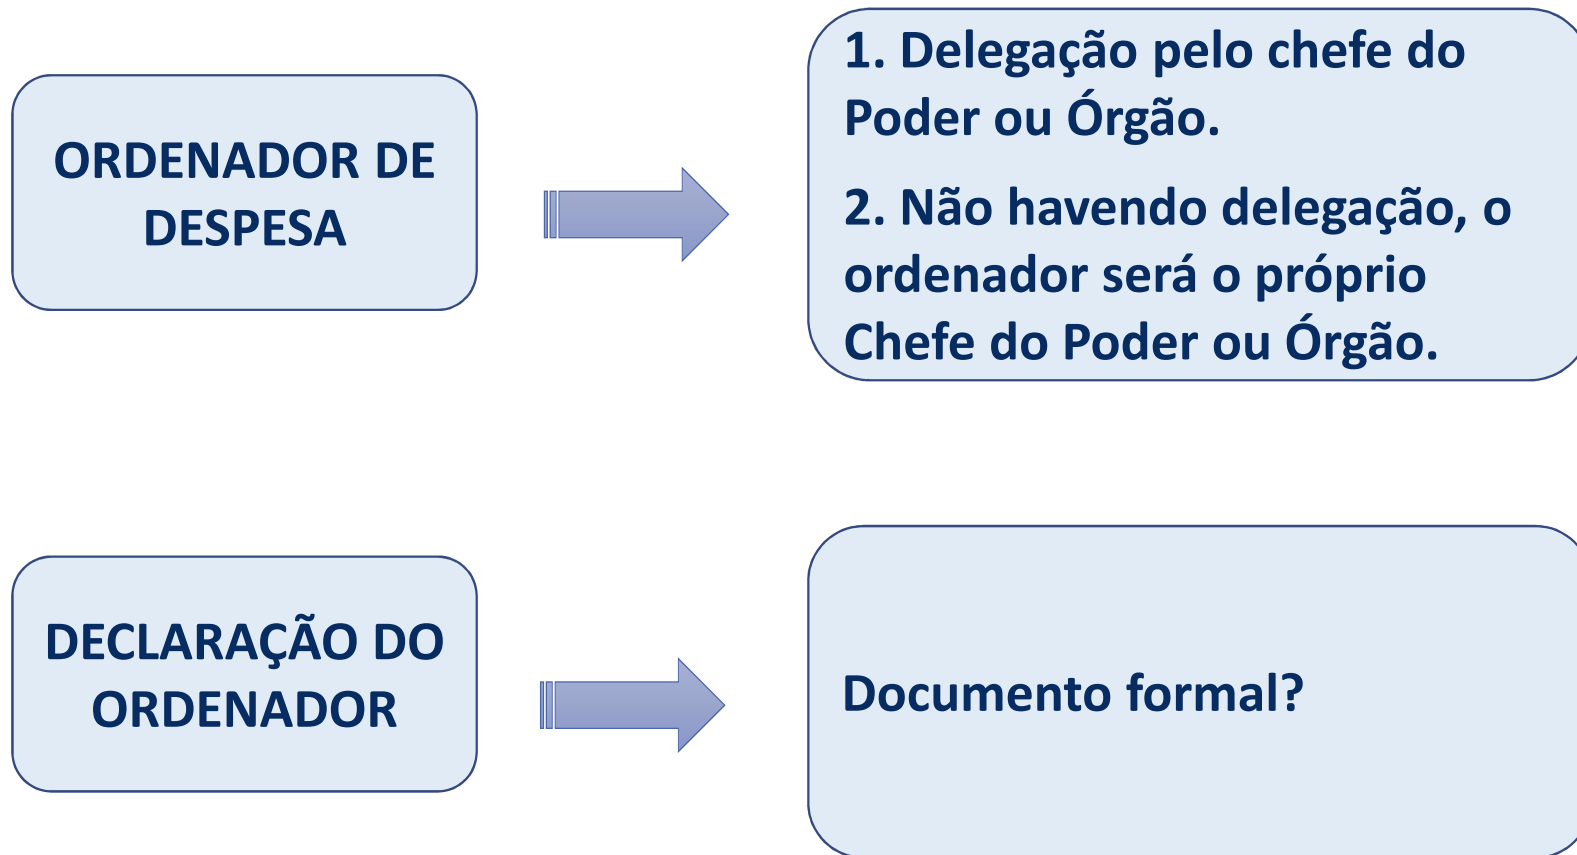 ORDENADOR DE
DESPESA
1. Delegação pelo chefe do
Poder ou Órgão.
2. Não havendo delegação, o
ordenador será o próprio
Chefe do Poder ou Órgão.
DECLARAÇÃO DO
ORDENADOR
Documento formal?